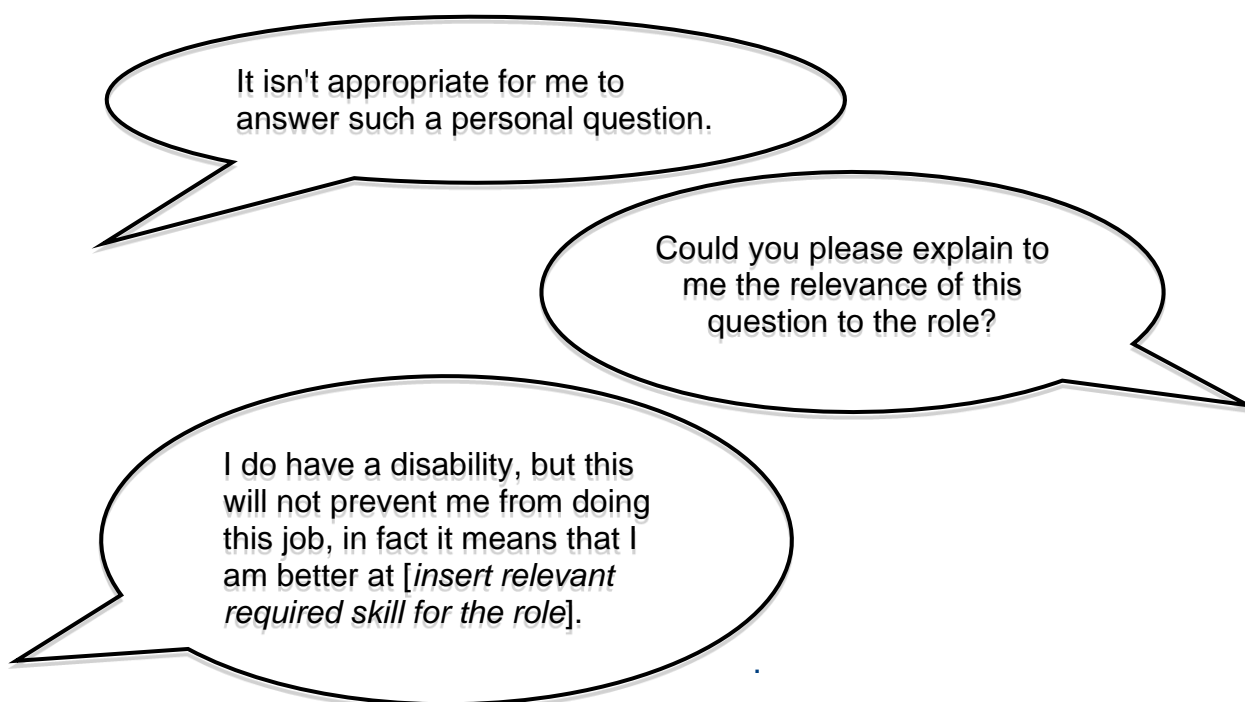 It isn't appropriate for me to
answer such a personal question.
Could you please explain to
me the relevance of this
question to the role?
I do have a disability, but this
will not prevent me from doing
this job, in fact it means that I
am better at [insert relevant
required skill for the role].
.